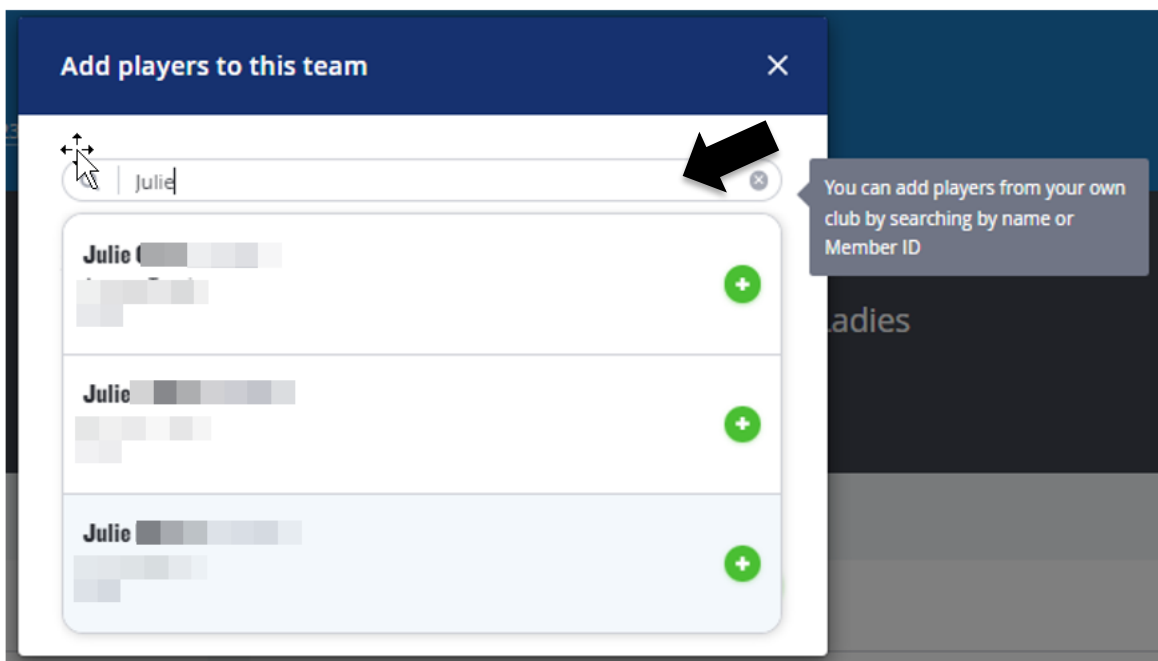 Add players to this team
Julie
You can add players from your own
club by searching by name or
Member ID
Julie
Julie
Julie
adies